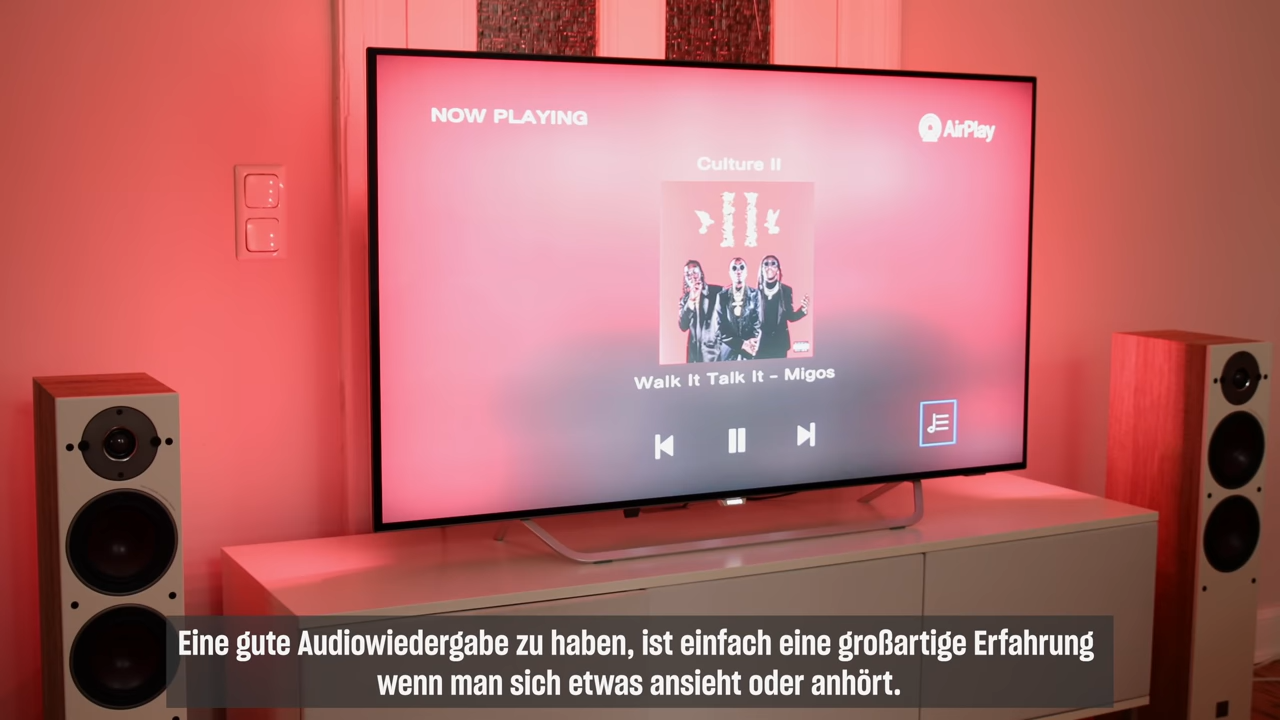 NOW PLAYING
AirPlay
Culture II
II
Walk It Talk It - Migos
Eine gute Audiowiedergabe zu haben, ist einfach eine großartige Erfahrung
wenn man sich etwas ansieht oder anhört.